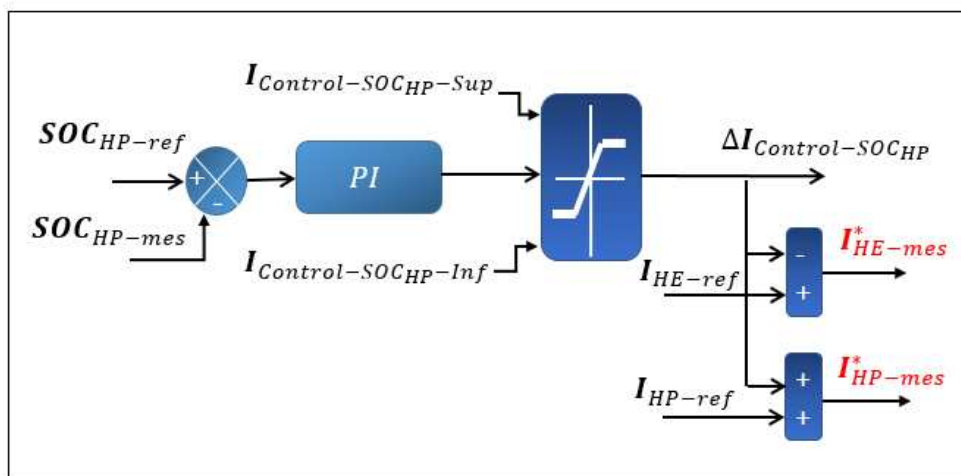 I_{Control-SOC_{HP}-Sup}
SOC_{HP-ref}
ΔI_{Control-SOC_{HP}}
+
-
PI
SOC_{HP-mes}
I_{Control-SOC_{HP}-Inf}
-
I^*_{HE-mes}
I_{HE-ref}
+
+
I^*_{HP-mes}
I_{HP-ref}
+